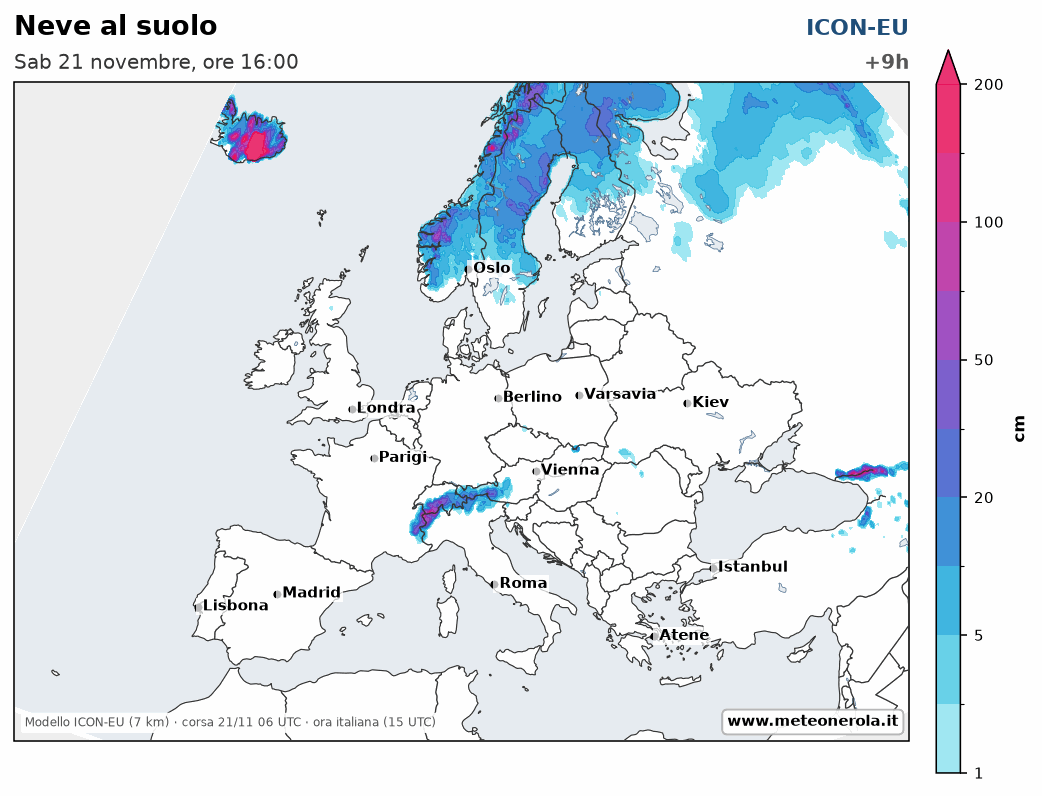 Neve al suolo
ICON-EU
Sab 21 novembre, ore 16:00
+9h
200
100
50
20
5
1
cm
Oslo
Berlino
Varsavia
Kiev
Londra
Parigi
Vienna
Istanbul
Roma
Madrid
Lisbona
Atene
Modello ICON-EU (7 km) · corsa 21/11 06 UTC · ora italiana (15 UTC)
www.meteonerola.it